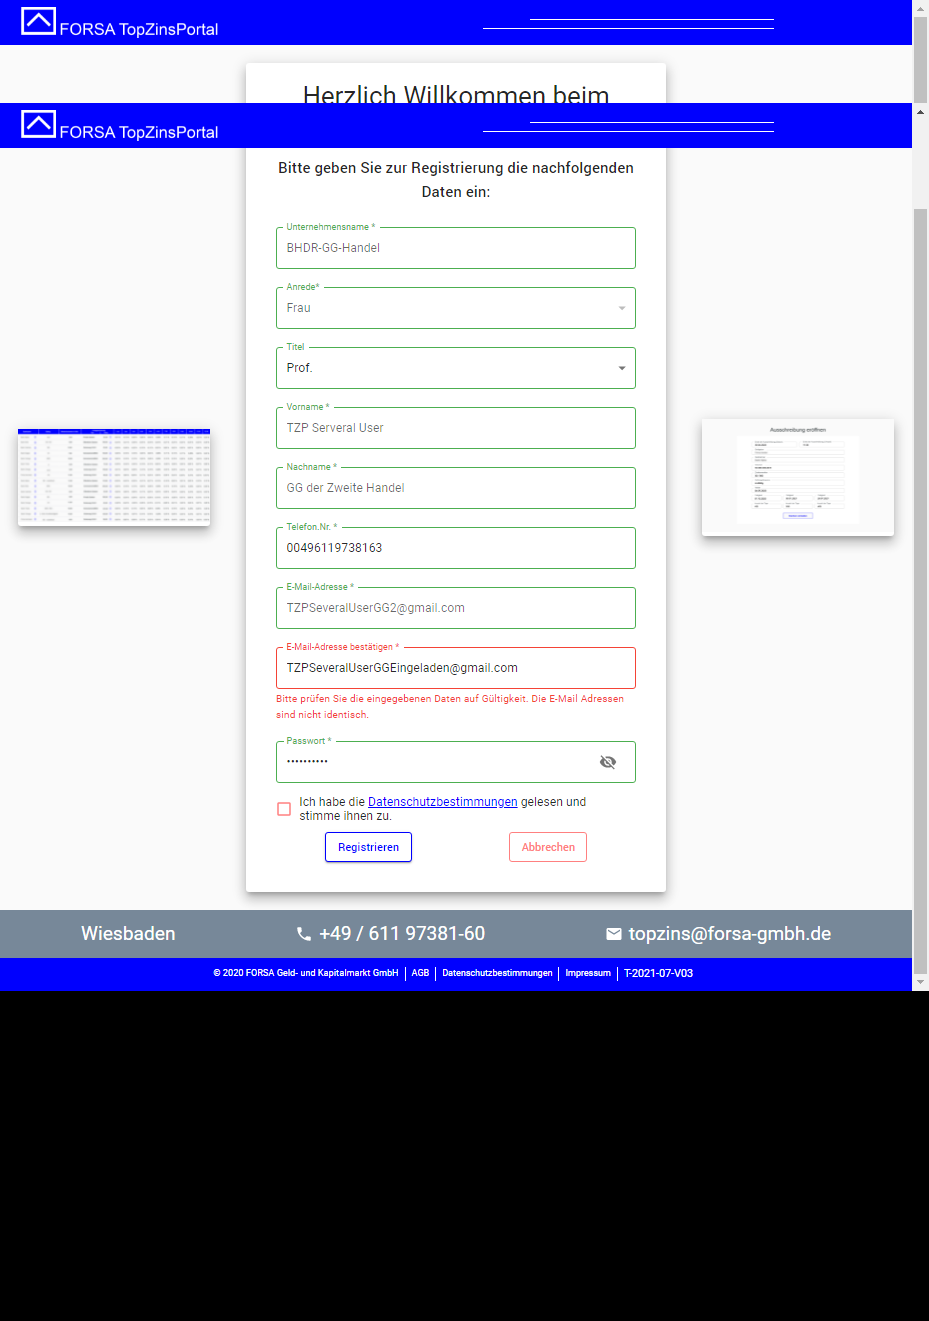 FORSA TopZinsPortal
Herzlich Willkommen beim
FORSA TopZinsPortal
Bitte geben Sie zur Registrierung die nachfolgenden
Daten ein:
Unternehmensname *
BHDR-GG-Handel
Anrede*
Frau
Titel
Prof.
Vorname *
TZP Serveral User
Nachname *
GG der Zweite Handel
Telefon.Nr. *
00496119738163
E-Mail-Adresse *
TZPSeveralUserGG2@gmail.com
E-Mail-Adresse bestätigen *
TZPSeveralUserGGEingeladen@gmail.com
Bitte prüfen Sie die eingegebenen Daten auf Gültigkeit. Die E-Mail Adressen
sind nicht identisch.
Passwort *
••••••••••
Ich habe die Datenschutzbestimmungen gelesen und
stimme ihnen zu.
Registrieren Abbrechen
Ausschreibung eröffnen
Wiesbaden +49 / 611 97381-60 topzins@forsa-gmbh.de
© 2020 FORSA Geld- und Kapitalmarkt GmbH AGB Datenschutzbestimmungen Impressum T-2021-07-V03